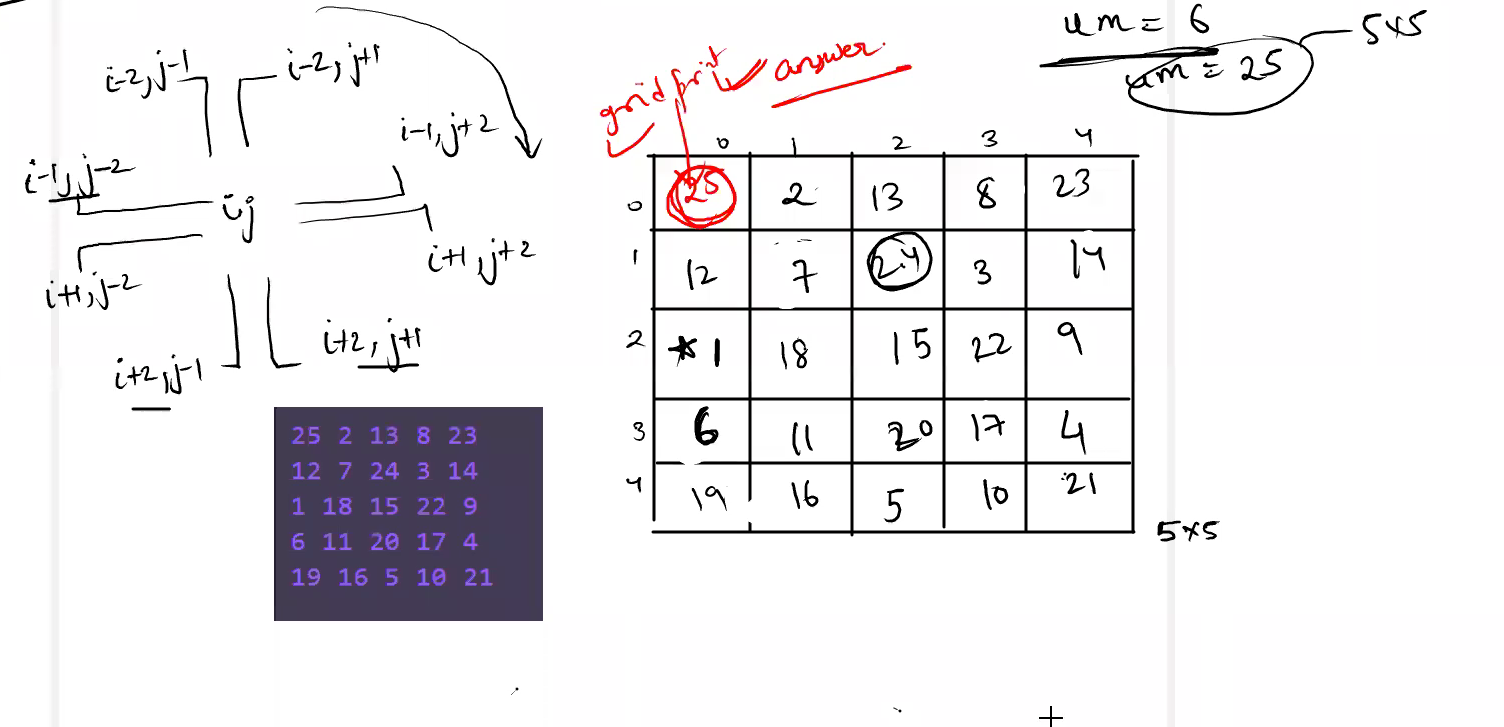 um = 6
um = 25
5×5
i-2, j-1
i-2, j+1
i-1, j+2
i-1, j-2
ij
i+1, j+2
i+1, j-2
i+2, j+1
i+2, j-1
grid print
answer.
0 1 2 3 4
0 25 2 13 8 23
1 12 7 24 3 14
2 *1 18 15 22 9
3 6 11 20 17 4
4 19 16 5 10 21
5×5
25 2 13 8 23
12 7 24 3 14
1 18 15 22 9
6 11 20 17 4
19 16 5 10 21